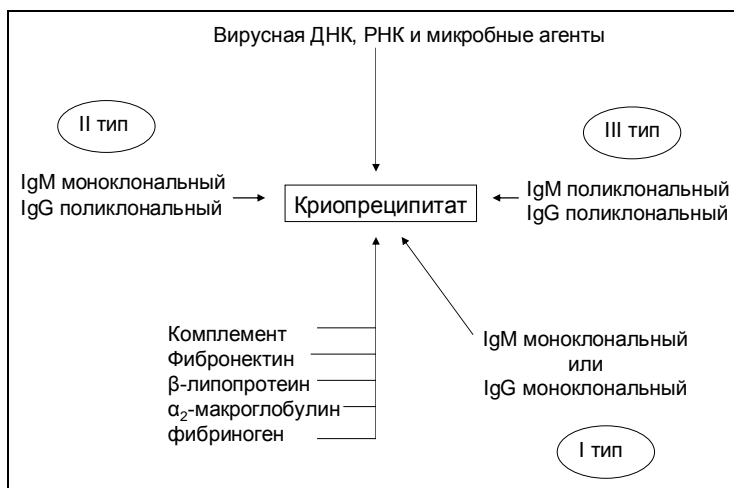 Вирусная ДНК, РНК и микробные агенты
II тип
III тип
IgM моноклональный
IgG поликлональный
Криопреципитат
IgM поликлональный
IgG поликлональный
Комплемент
Фибронектин
β-липопротеин
α₂-макроглобулин
фибриноген
IgM моноклональный
или
IgG моноклональный
I тип